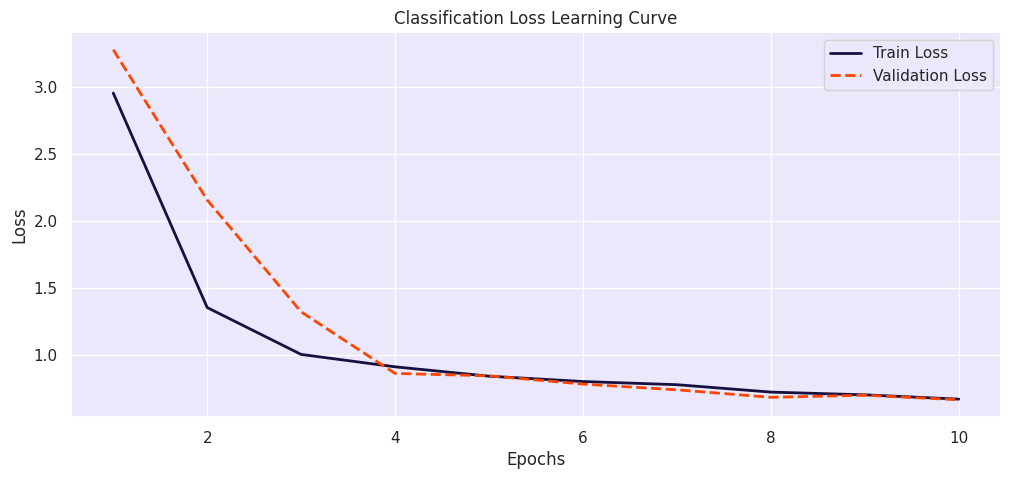 Classification Loss Learning Curve
Train Loss
Validation Loss
3.0
2.5
2.0
1.5
1.0
Loss
2 4 6 8 10
Epochs